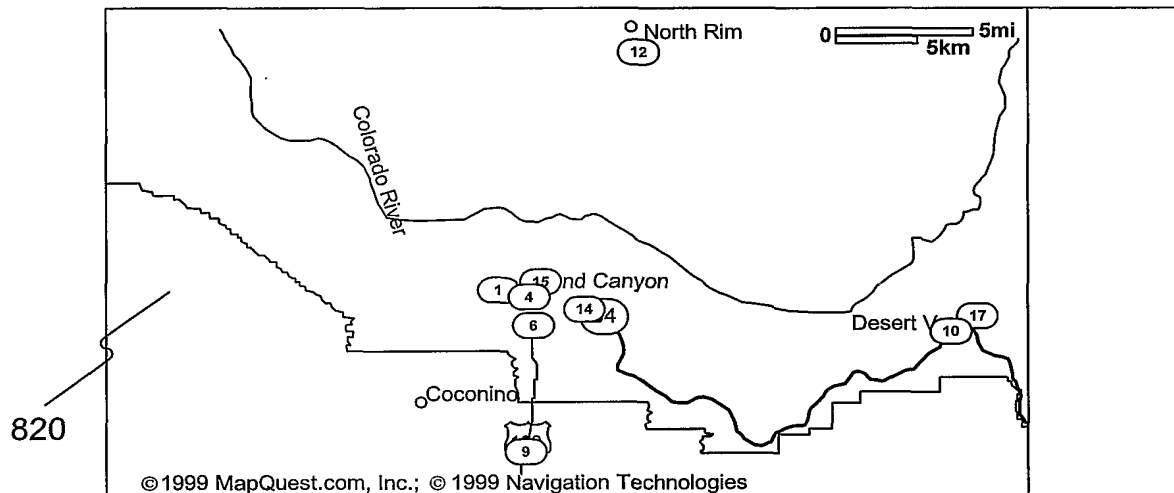 North Rim
12
0 5mi
5km
Colorado River
15 nd Canyon
1
4
14 4
6
Desert V
17
10
Coconino
9
820
©1999 MapQuest.com, Inc.; © 1999 Navigation Technologies